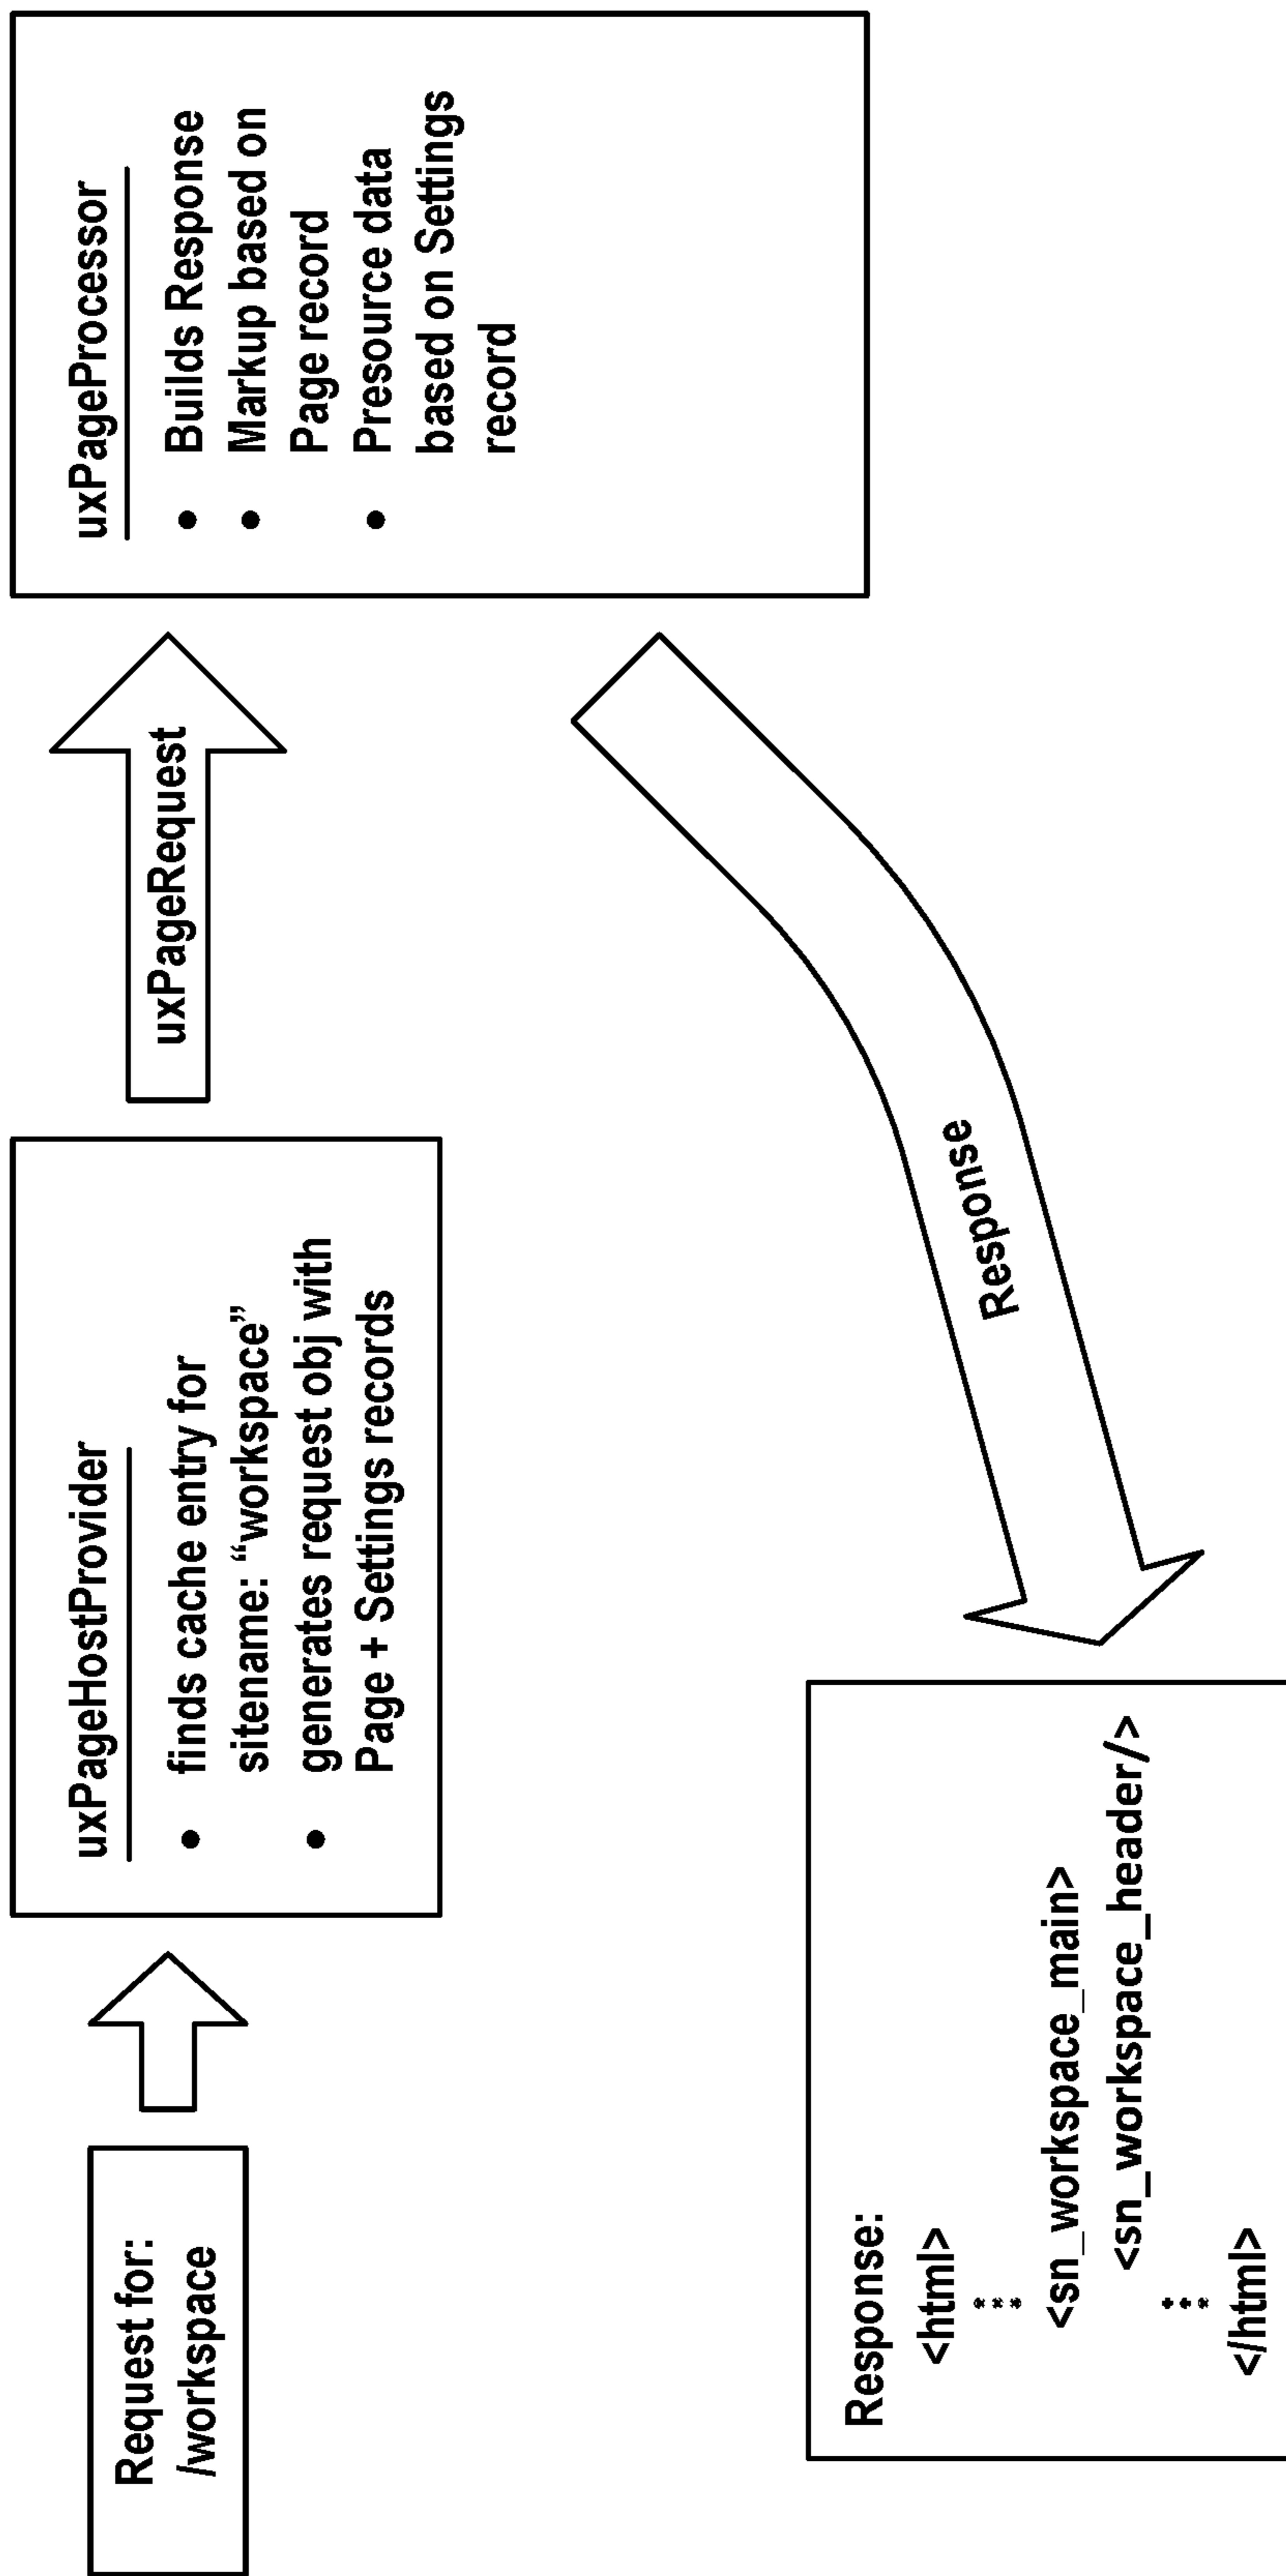 Request for:
/workspace
uxPageHostProvider
• finds cache entry for
sitename: “workspace”
• generates request obj with
Page + Settings records
uxPageRequest
uxPageProcessor
• Builds Response
• Markup based on
Page record
• Presource data
based on Settings
record
Response
Response:
<html>
⋮
<sn_workspace_main>
<sn_workspace_header/>
⋮
</html>